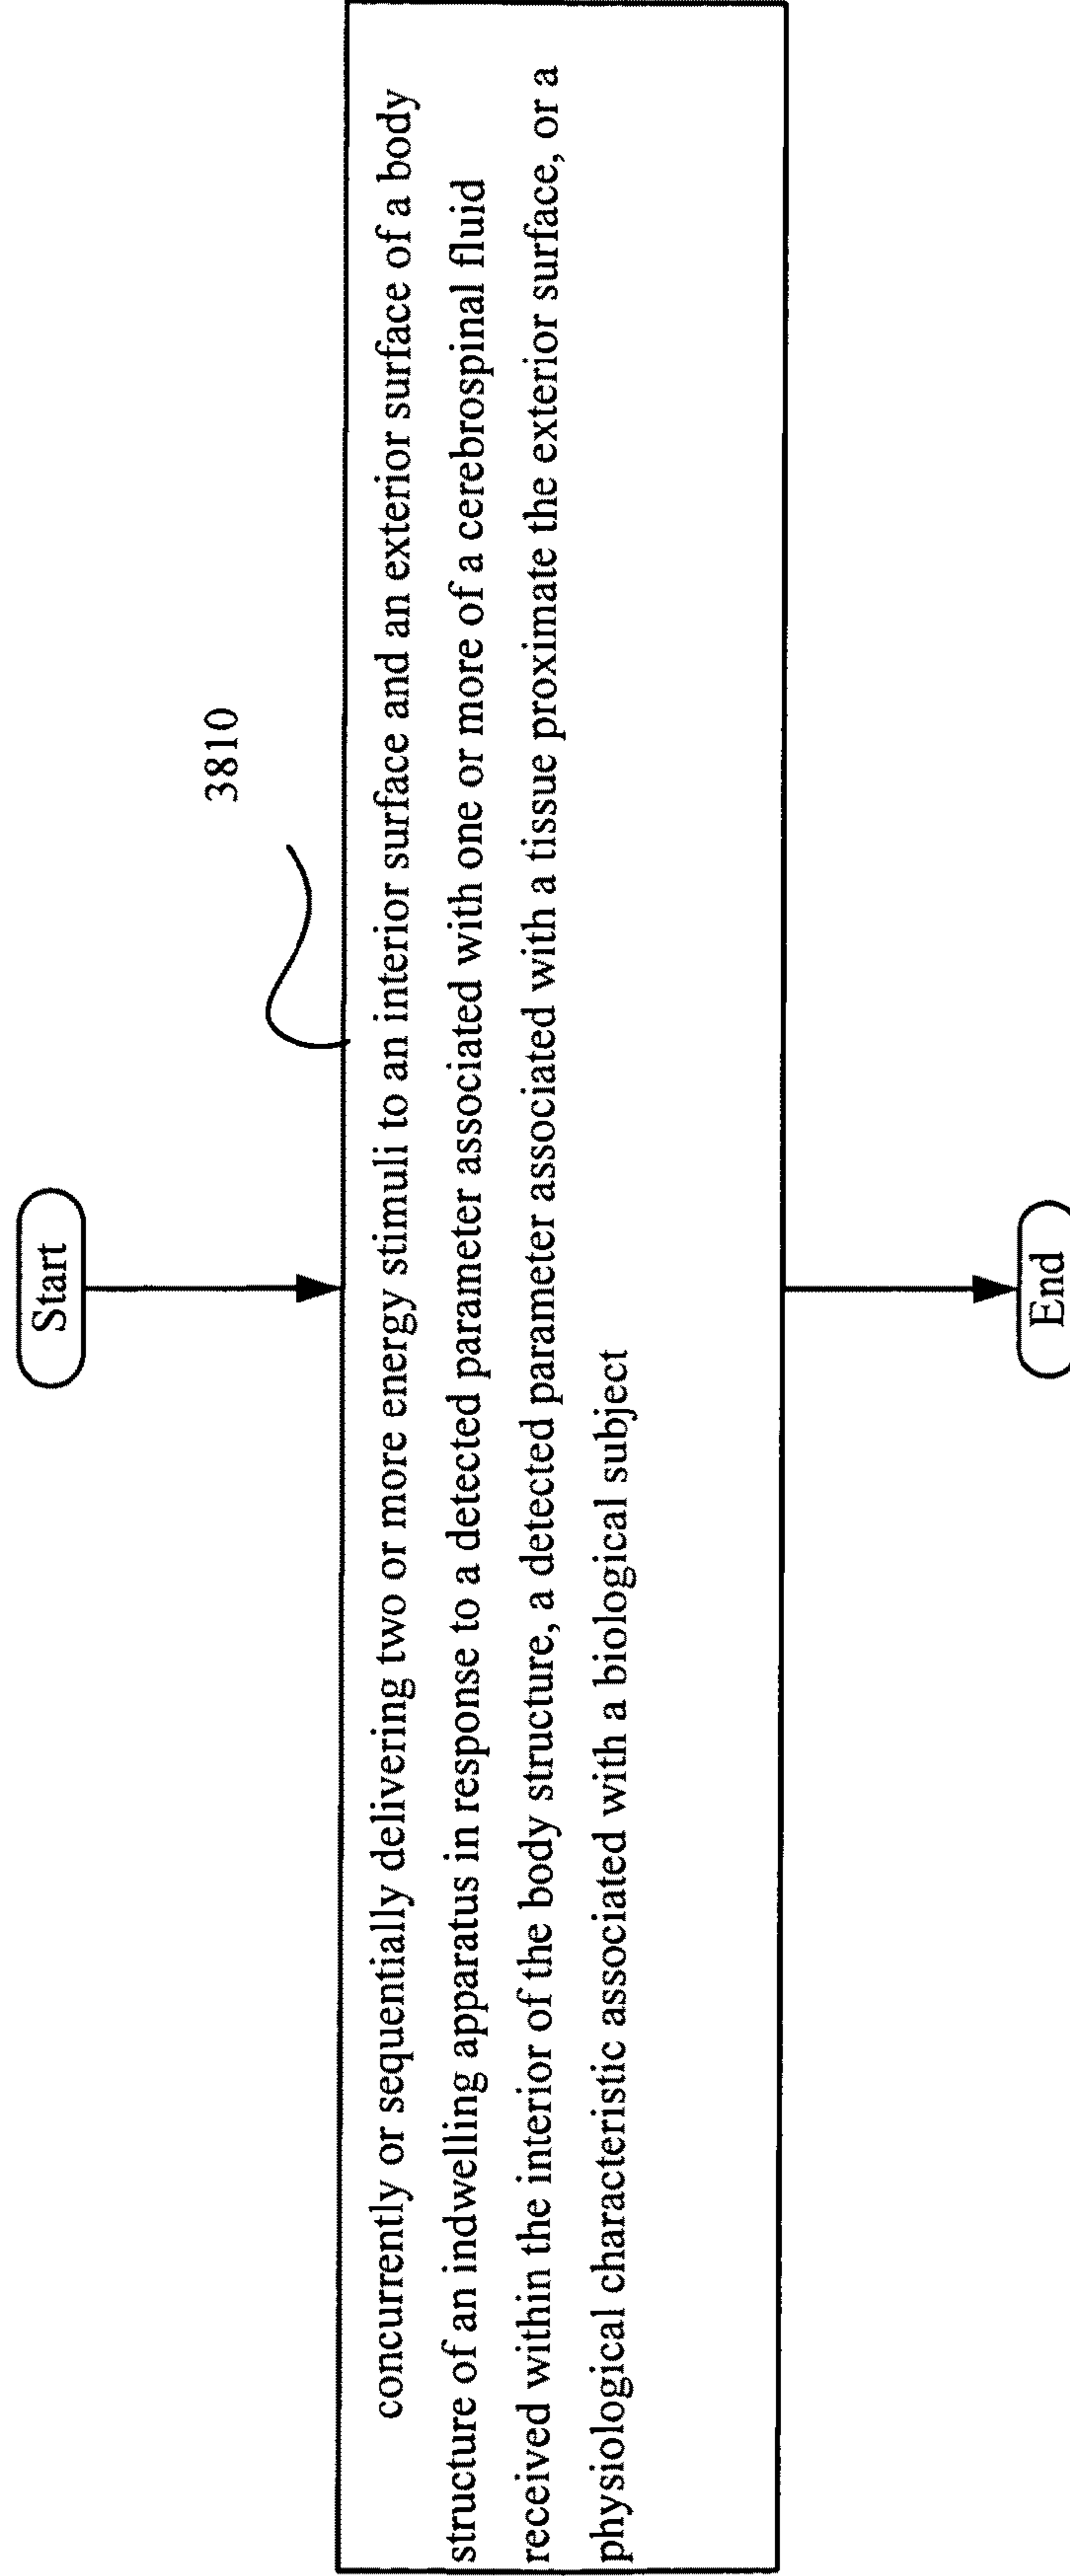 Start
3810
concurrently or sequentially delivering two or more energy stimuli to an interior surface and an exterior surface of a body
structure of an indwelling apparatus in response to a detected parameter associated with one or more of a cerebrospinal fluid
received within the interior of the body structure, a detected parameter associated with a tissue proximate the exterior surface, or a
physiological characteristic associated with a biological subject
End